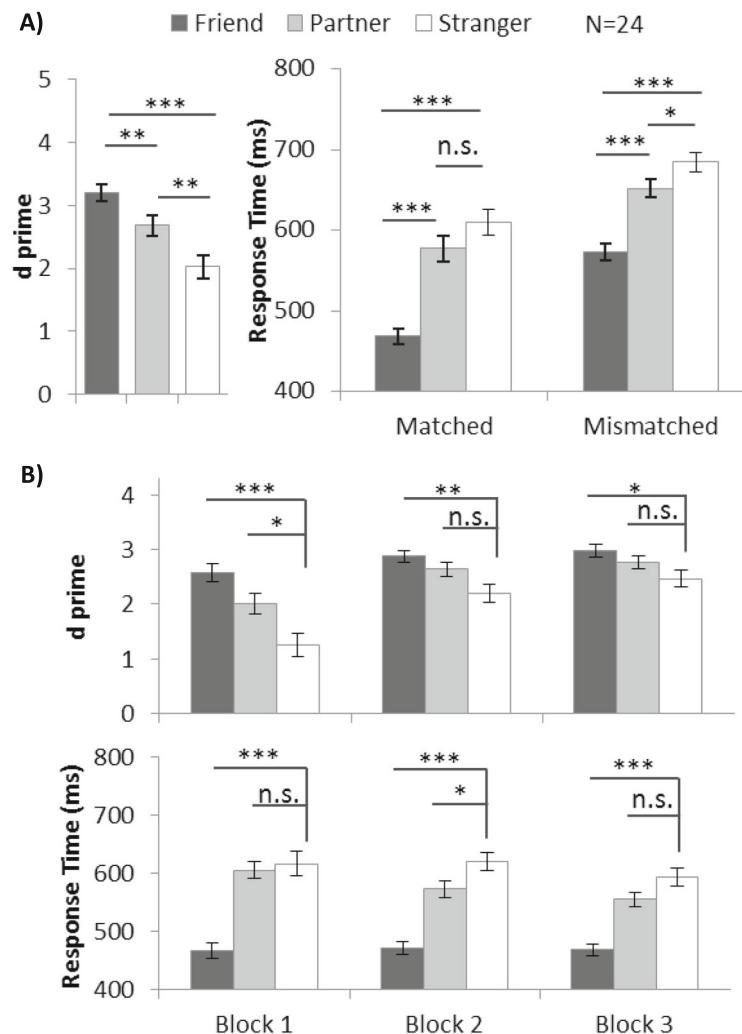 A)
Friend Partner Stranger N=24
d prime
5
4
3
2
1
0
***
**
**
Response Time (ms)
800
700
600
500
400
***
n.s.
***
***
*
***
Matched Mismatched
B)
d prime
4
3
2
1
0
***
*
**
n.s.
*
n.s.
Response Time (ms)
800
700
600
500
400
***
n.s.
***
*
***
n.s.
Block 1 Block 2 Block 3